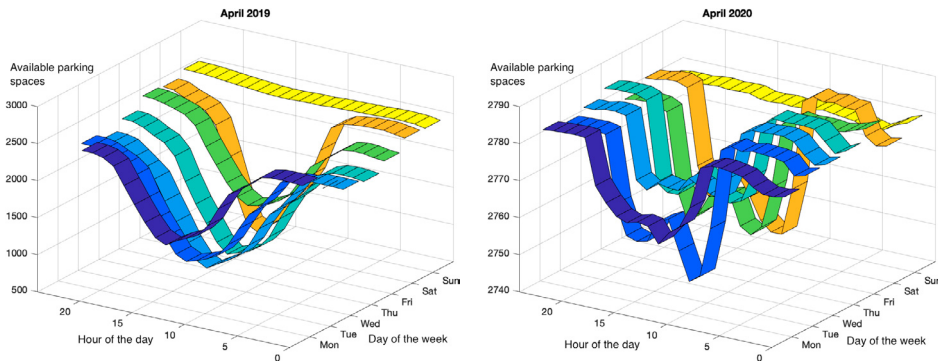 April 2019
Available parking
spaces
3000
2500
2000
1500
1000
500
20
15
10
5
0
Hour of the day
Mon
Tue
Wed
Thu
Fri
Sat
Sun
Day of the week
April 2020
Available parking
spaces
2790
2780
2770
2760
2750
2740
20
15
10
5
0
Hour of the day
Mon
Tue
Wed
Thu
Fri
Sat
Sun
Day of the week